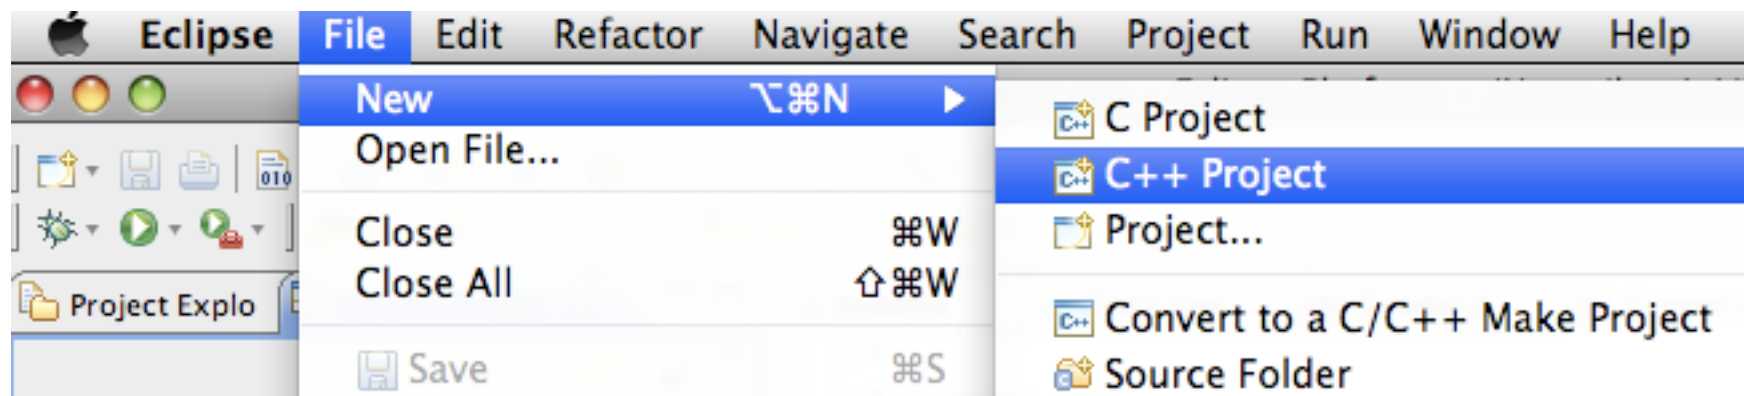 Eclipse File Edit Refactor Navigate Search Project Run Window Help
New ⌥⌘N
Open File...
Close ⌘W
Close All ⇧⌘W
Save ⌘S
C Project
C++ Project
Project...
Convert to a C/C++ Make Project
Source Folder
010
Project Explo